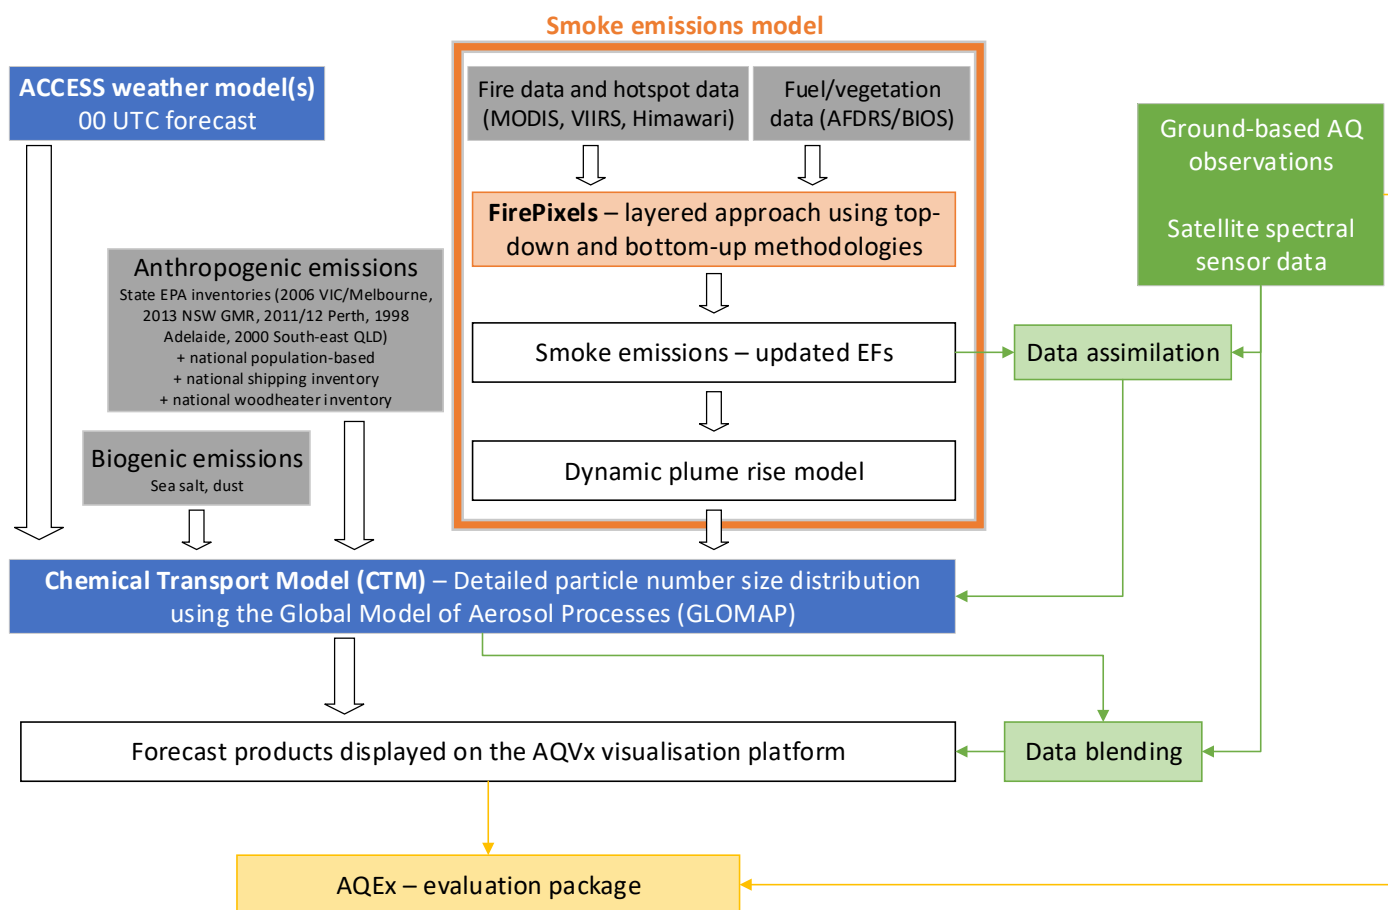 Smoke emissions model
ACCESS weather model(s)
00 UTC forecast
Fire data and hotspot data
(MODIS, VIIRS, Himawari)
Fuel/vegetation
data (AFDRS/BIOS)
Ground-based AQ
observations
Satellite spectral
sensor data
FirePixels – layered approach using top-
down and bottom-up methodologies
Anthropogenic emissions
State EPA inventories (2006 VIC/Melbourne,
2013 NSW GMR, 2011/12 Perth, 1998
Adelaide, 2000 South-east QLD)
+ national population-based
+ national shipping inventory
+ national woodheater inventory
Smoke emissions – updated EFs
Data assimilation
Biogenic emissions
Sea salt, dust
Dynamic plume rise model
Chemical Transport Model (CTM) – Detailed particle number size distribution
using the Global Model of Aerosol Processes (GLOMAP)
Forecast products displayed on the AQVx visualisation platform
Data blending
AQEx – evaluation package